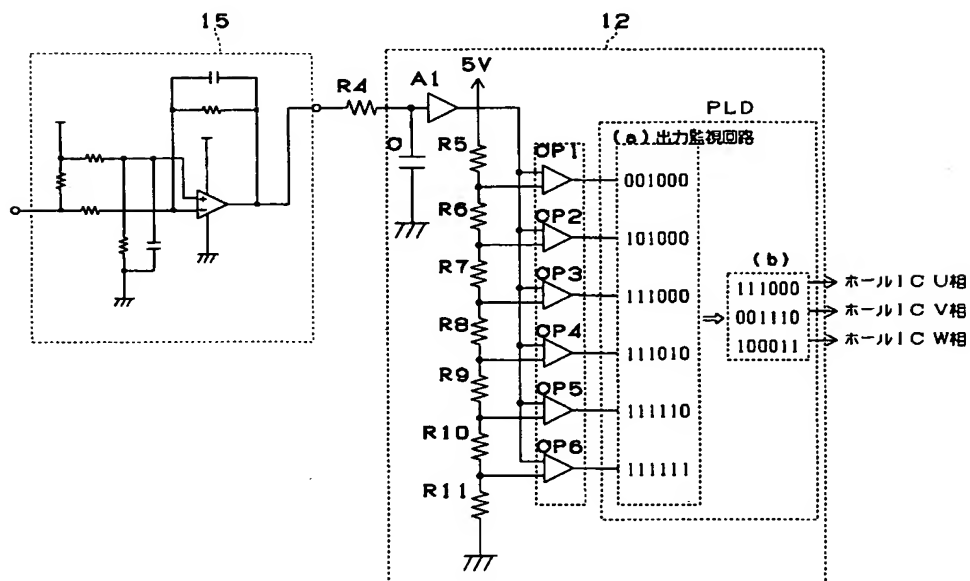 15
12
R4
A1
5V
PLD
C
R5
OP1
(a)出力監視回路
001000
R6
OP2
101000
R7
OP3
111000
(b)
111000
ホールIC U相
001110
ホールIC V相
100011
ホールIC W相
⇒
R8
OP4
111010
R9
OP5
111110
R10
OP6
111111
R11